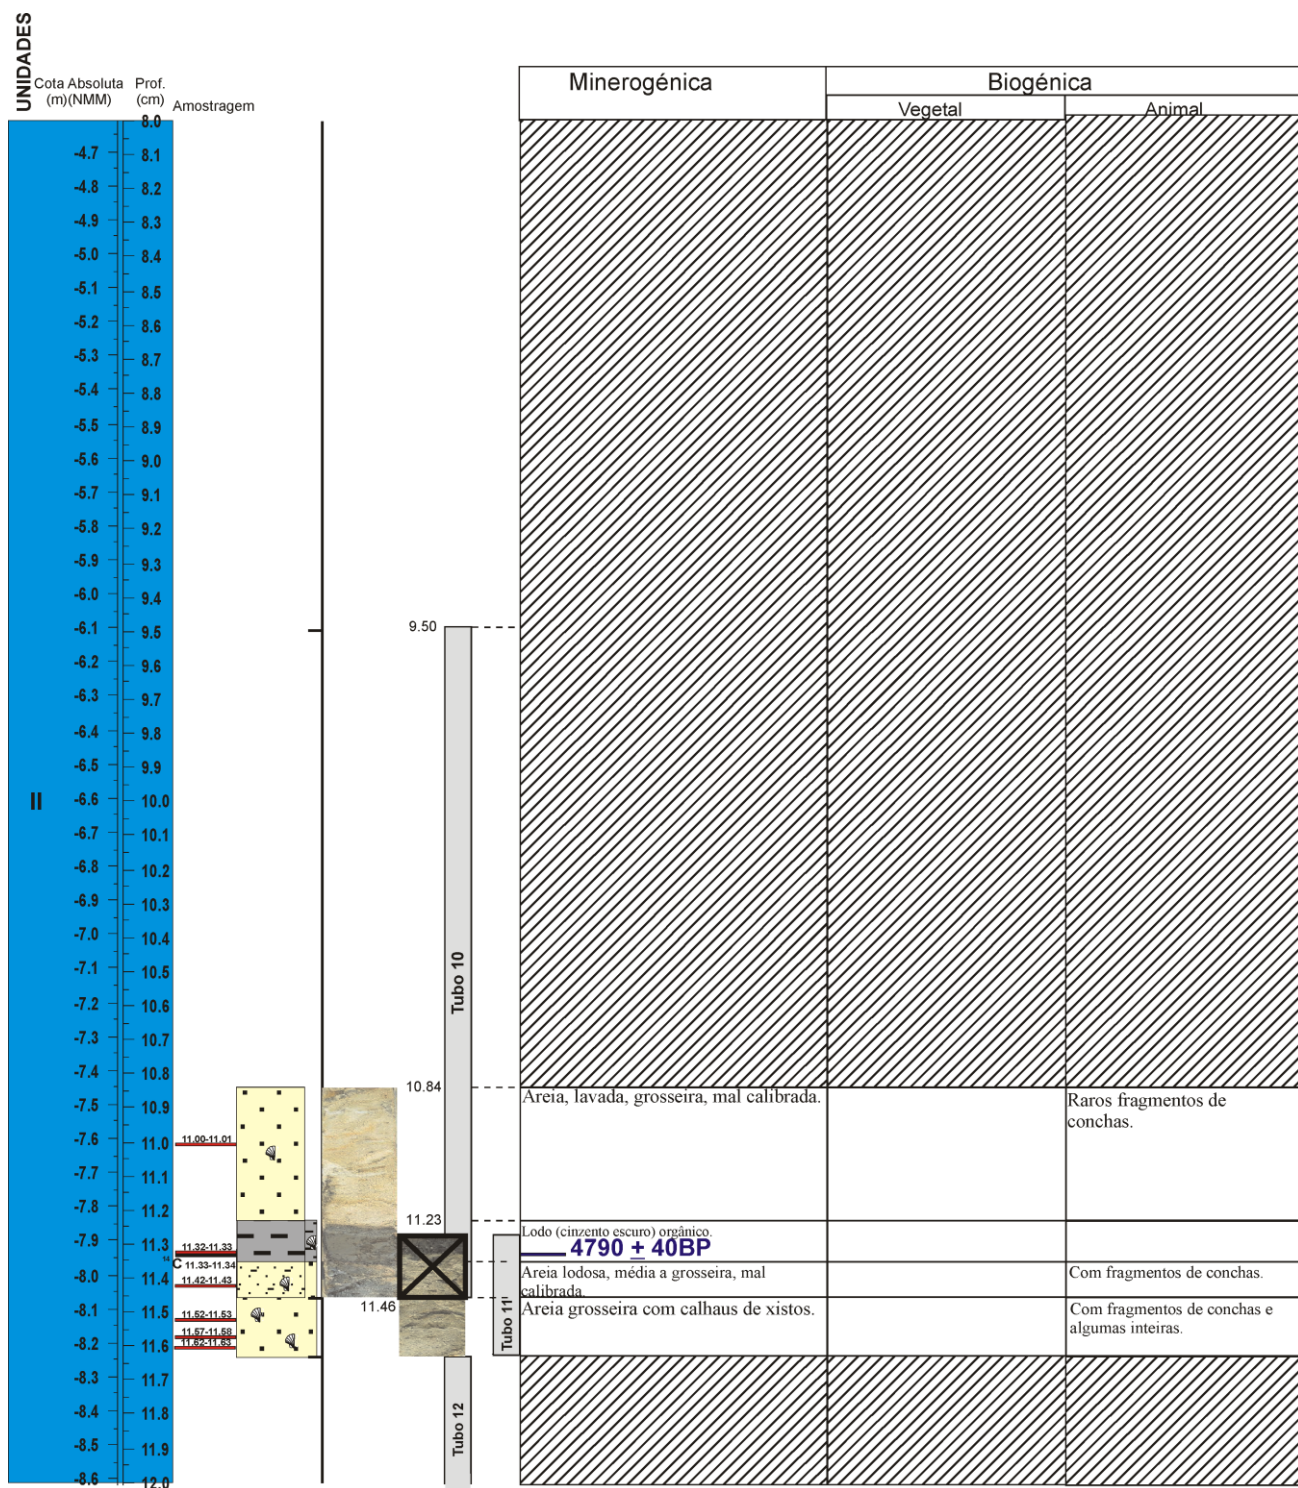 UNIDADES
Cota Absoluta
(m)(NMM)
Prof.
(cm)
Amostragem
Minerogénica
Biogénica
Vegetal
Animal
8.0
-4.7 8.1
-4.8 8.2
-4.9 8.3
-5.0 8.4
-5.1 8.5
-5.2 8.6
-5.3 8.7
-5.4 8.8
-5.5 8.9
-5.6 9.0
-5.7 9.1
-5.8 9.2
-5.9 9.3
-6.0 9.4
-6.1 9.5
-6.2 9.6
-6.3 9.7
-6.4 9.8
-6.5 9.9
-6.6 10.0
-6.7 10.1
-6.8 10.2
-6.9 10.3
-7.0 10.4
-7.1 10.5
-7.2 10.6
-7.3 10.7
-7.4 10.8
-7.5 10.9
-7.6 11.0
-7.7 11.1
-7.8 11.2
-7.9 11.3
-8.0 11.4
-8.1 11.5
-8.2 11.6
-8.3 11.7
-8.4 11.8
-8.5 11.9
-8.6 12.0
II
9.50
Tubo 10
10.84
11.23
11.46
Tubo 11
Tubo 12
11.00-11.01
11.32-11.33
14C 11.33-11.34
11.42-11.43
11.52-11.53
11.57-11.58
11.62-11.63
Areia, lavada, grosseira, mal calibrada.
Raros fragmentos de
conchas.
Lodo (cinzento escuro) orgânico.
4790 ± 40BP
Areia lodosa, média a grosseira, mal
calibrada.
Com fragmentos de conchas.
Areia grosseira com calhaus de xistos.
Com fragmentos de conchas e
algumas inteiras.